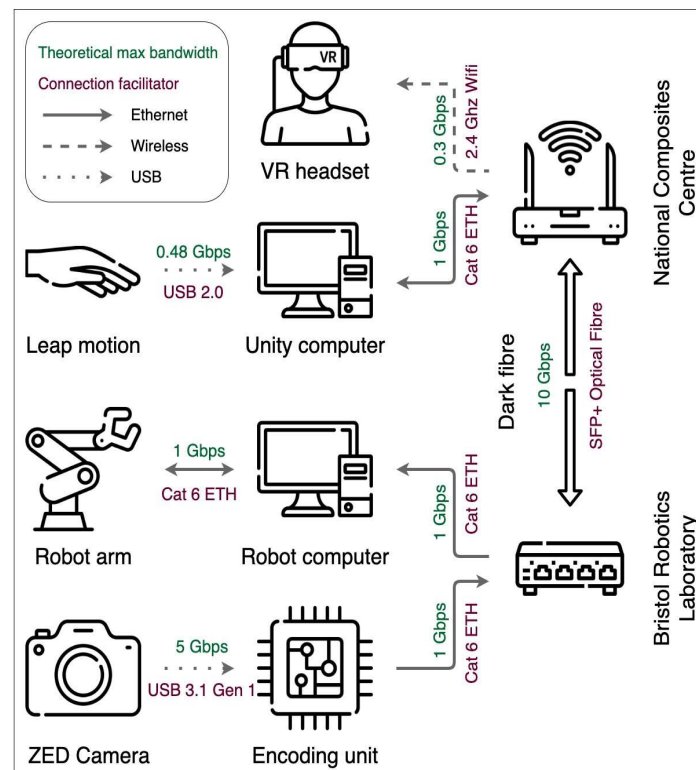 Theoretical max bandwidth
Connection facilitator
Ethernet
Wireless
USB
VR
VR headset
0.3 Gbps
2.4 Ghz Wifi
National Composites
Centre
0.48 Gbps
USB 2.0
Leap motion
Unity computer
1 Gbps
Cat 6 ETH
Dark fibre
10 Gbps
SFP+ Optical Fibre
1 Gbps
Cat 6 ETH
Robot arm
Robot computer
1 Gbps
Cat 6 ETH
Bristol Robotics
Laboratory
5 Gbps
USB 3.1 Gen 1
ZED Camera
Encoding unit
1 Gbps
Cat 6 ETH